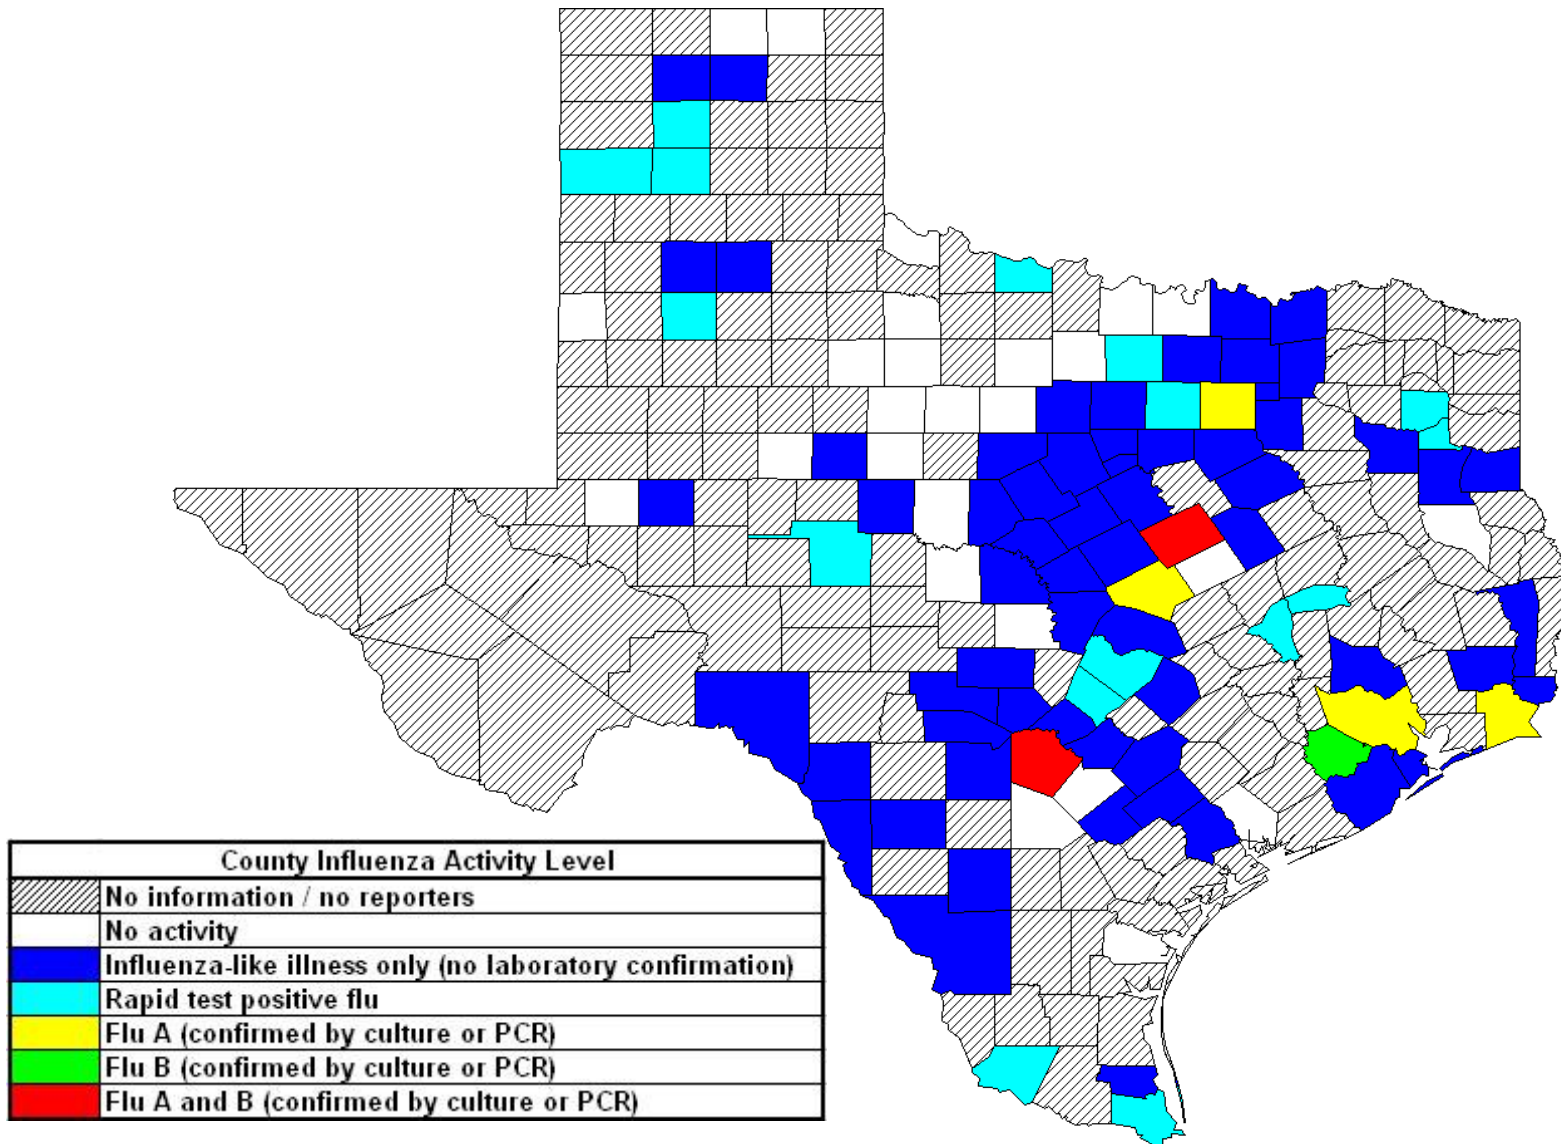 County Influenza Activity Level
No information / no reporters
No activity
Influenza-like illness only (no laboratory confirmation)
Rapid test positive flu
Flu A (confirmed by culture or PCR)
Flu B (confirmed by culture or PCR)
Flu A and B (confirmed by culture or PCR)